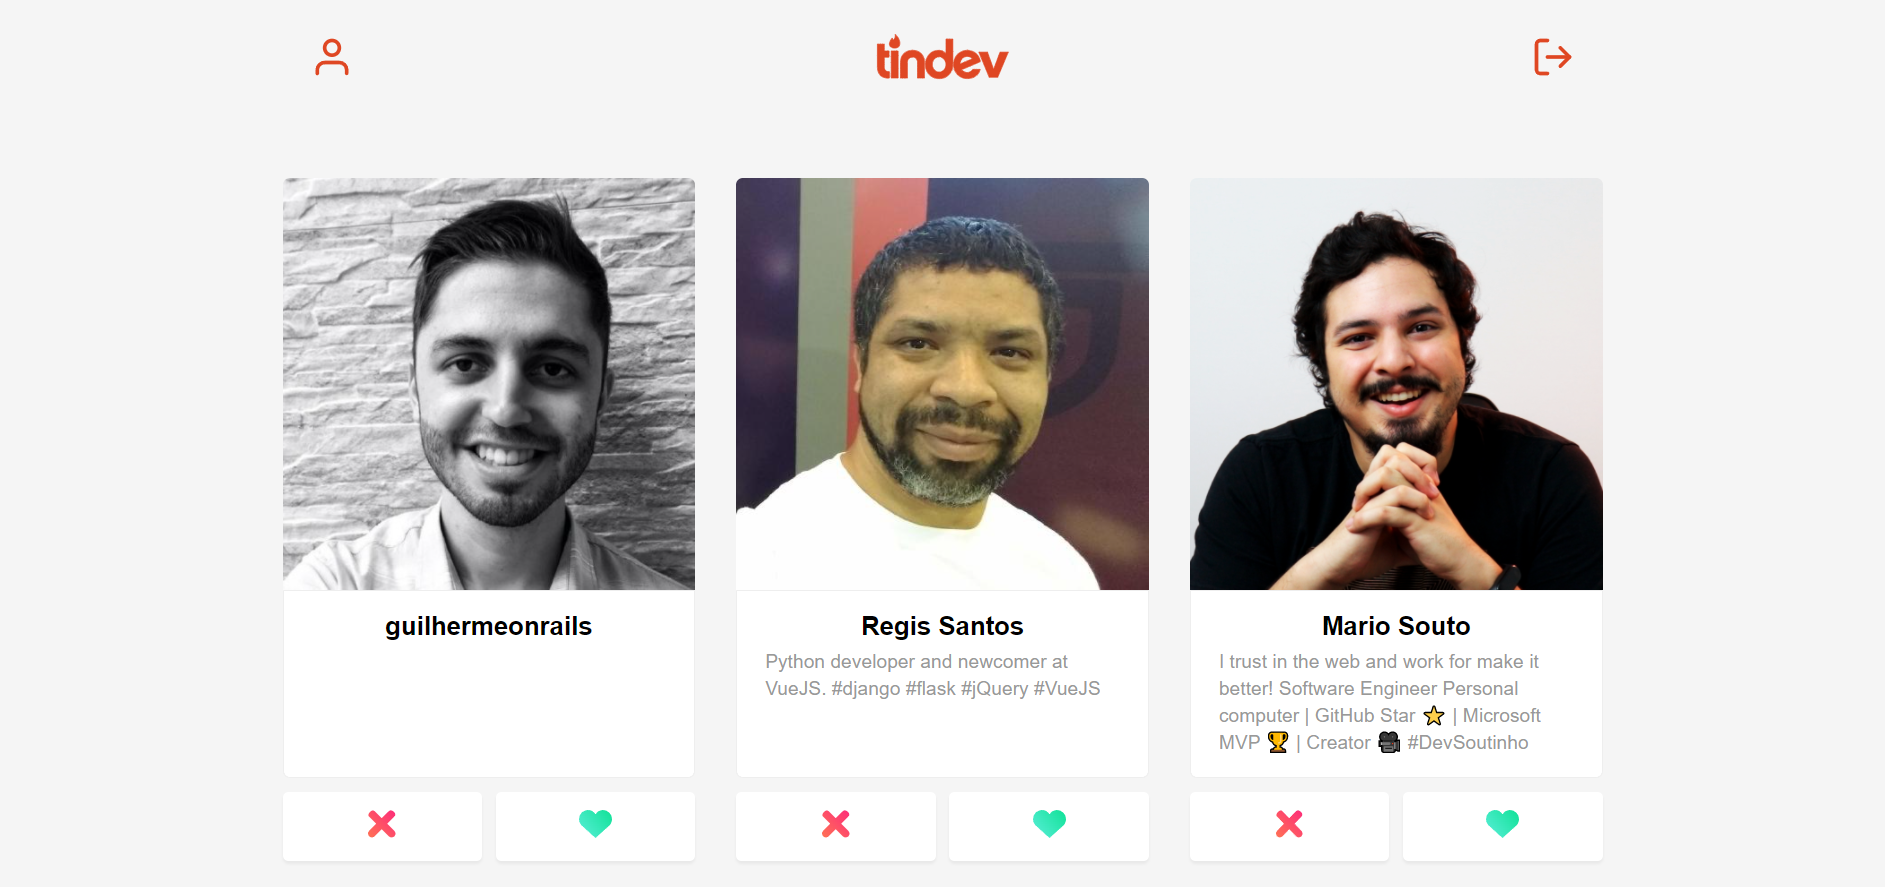 tindev
guilhermeonrails
Regis Santos
Python developer and newcomer at
VueJS. #django #flask #jQuery #VueJS
Mario Souto
I trust in the web and work for make it
better! Software Engineer Personal
computer | GitHub Star ⭐ | Microsoft
MVP 🏆 | Creator 🎥 #DevSoutinho